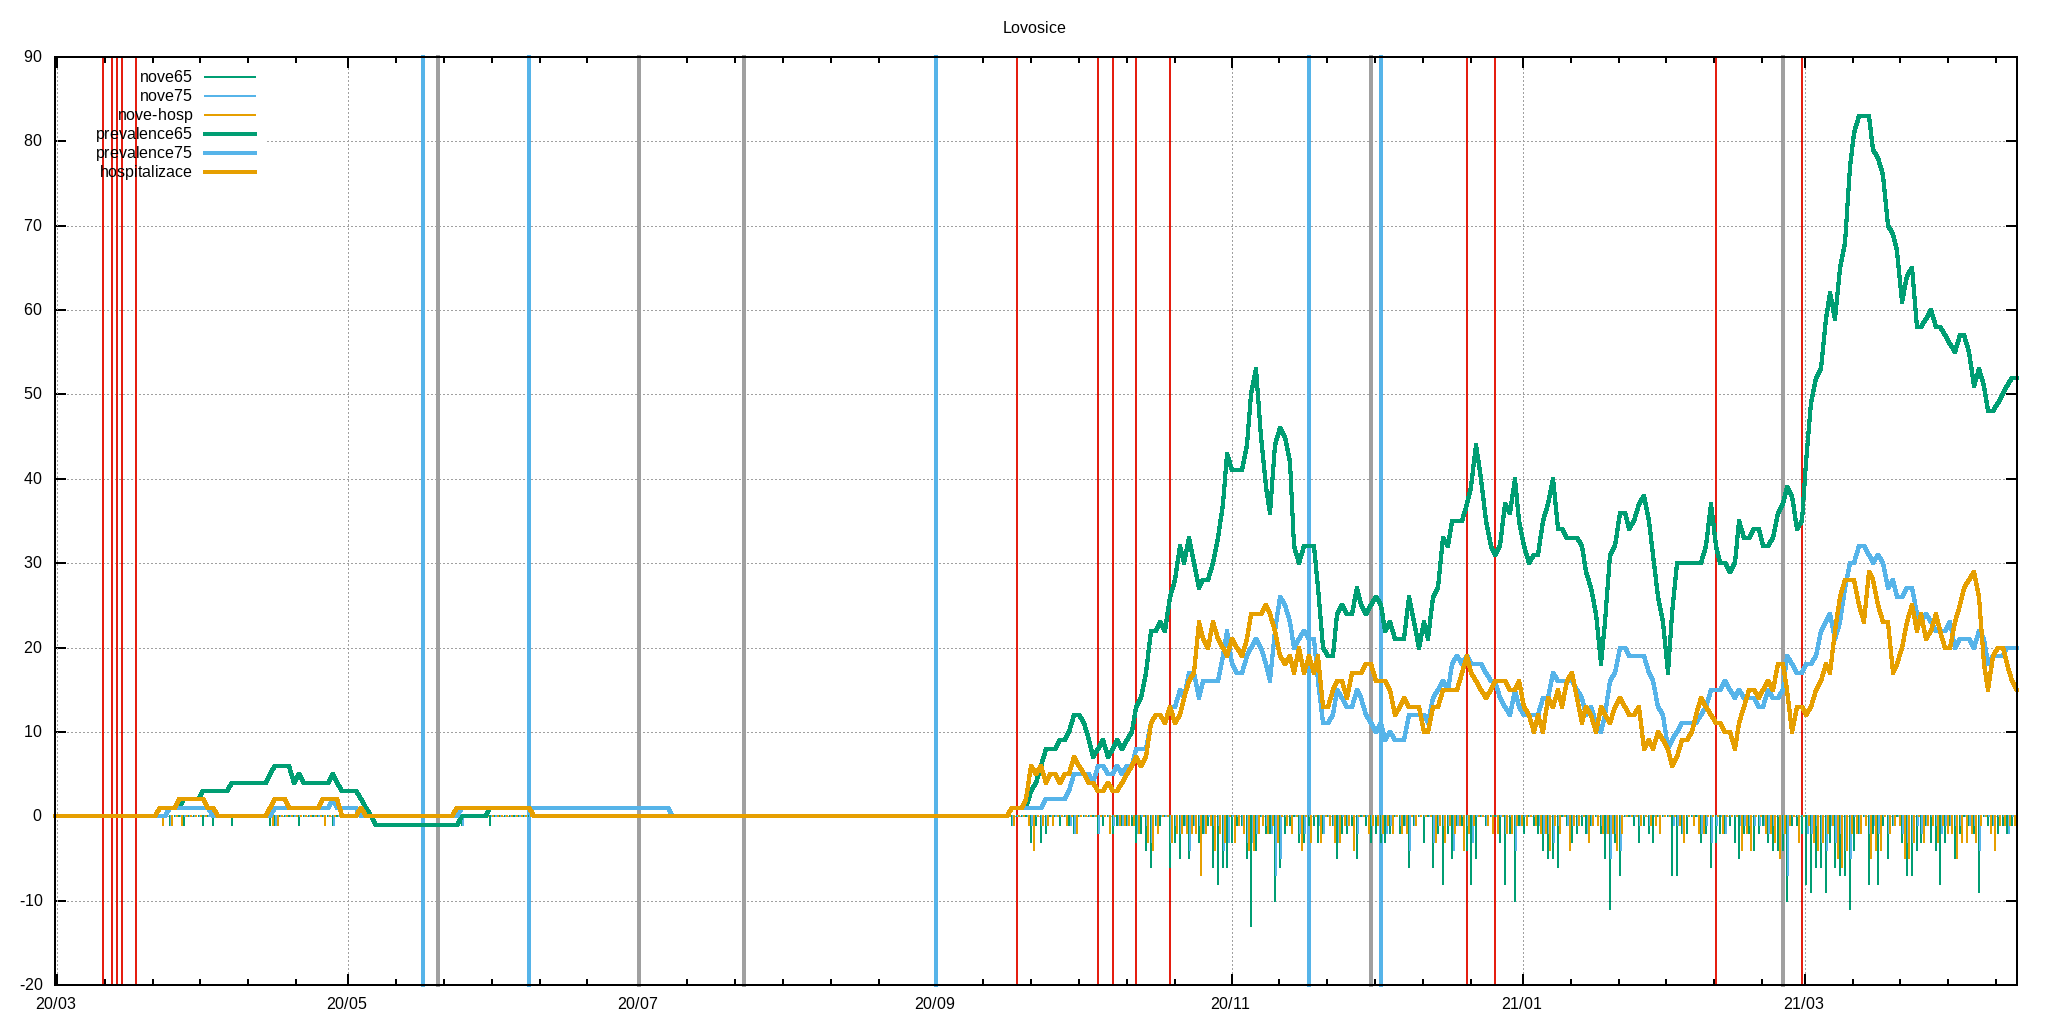 Lovosice
90
nove65
nove75
nove-hosp
prevalence65
prevalence75
hospitalizace
80
70
60
50
40
30
20
10
0
-10
-20
20/03 20/05 20/07 20/09 20/11 21/01 21/03